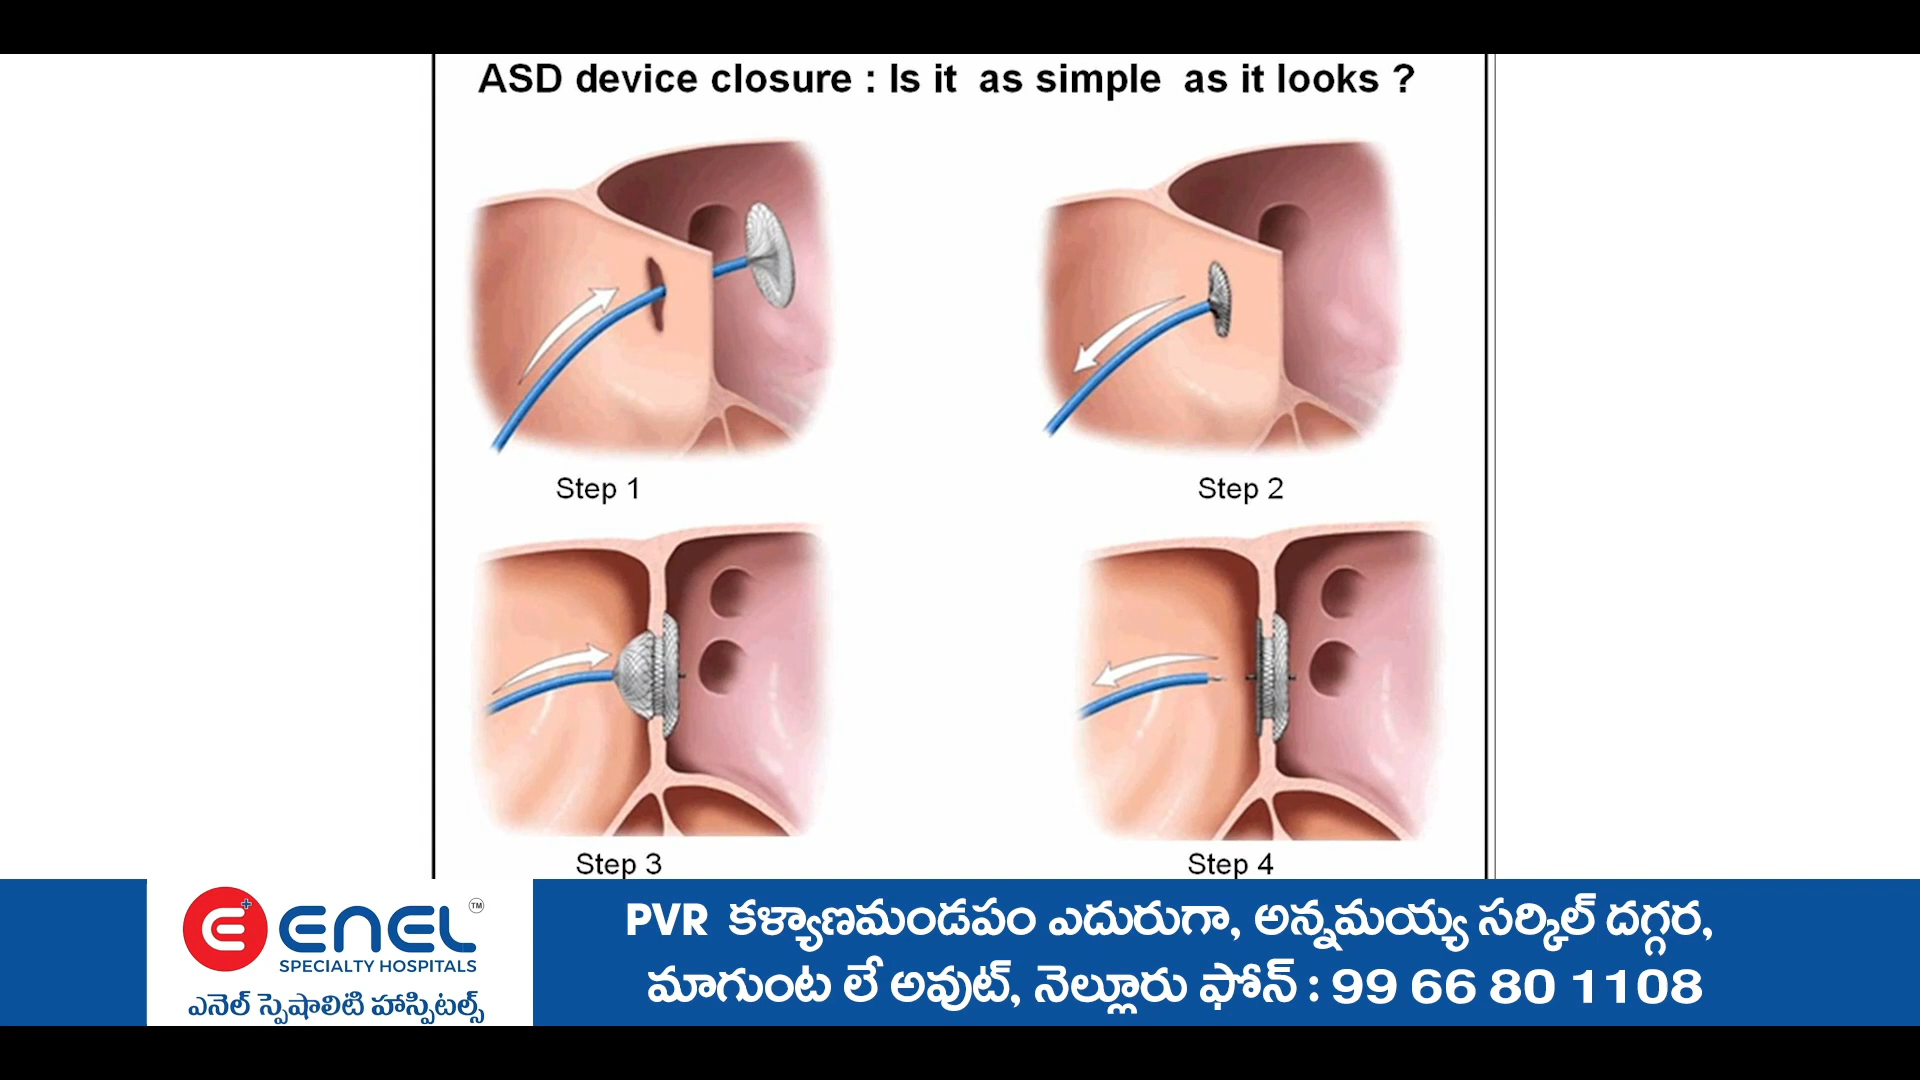 ASD device closure : Is it as simple as it looks ?
Step 1
Step 2
Step 3
Step 4
ENEL TM
SPECIALTY HOSPITALS
ఎనెల్ స్పెషాలిటి హాస్పిటల్స్
PVR కళ్యాణమండపం ఎదురుగా, అన్నమయ్య సర్కిల్ దగ్గర,
మాగుంట లే అవుట్, నెల్లూరు ఫోన్ : 99 66 80 1108